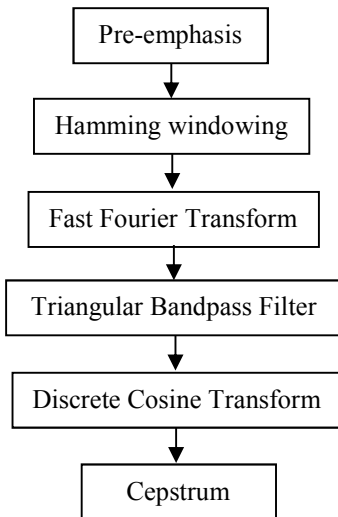 Pre-emphasis
Hamming windowing
Fast Fourier Transform
Triangular Bandpass Filter
Discrete Cosine Transform
Cepstrum